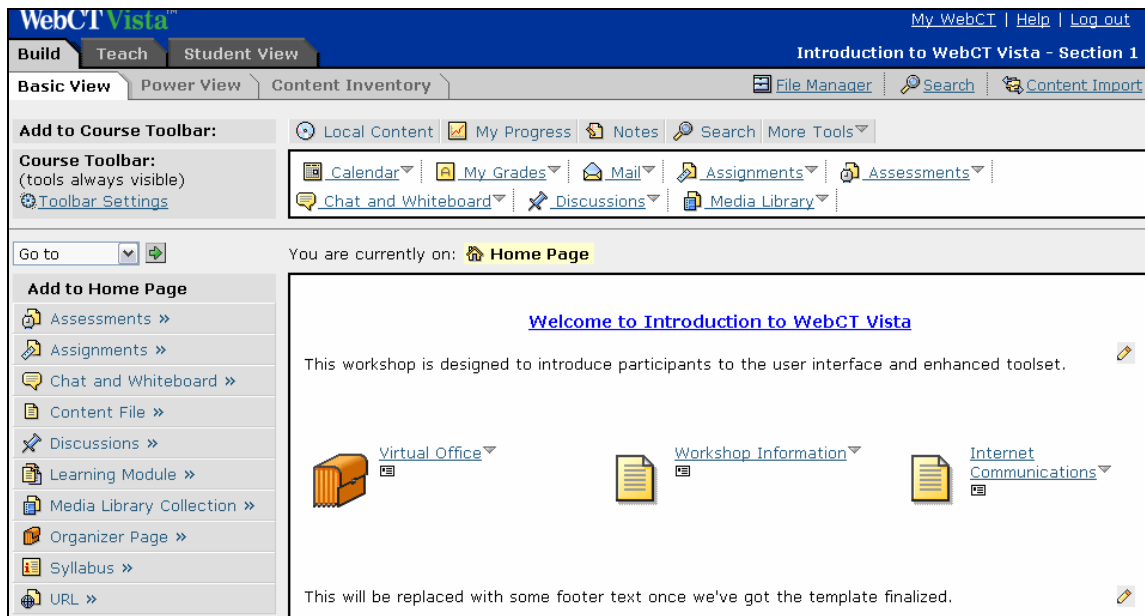 WebCT Vista™
My WebCT | Help | Log out
Build Teach Student View
Introduction to WebCT Vista - Section 1
Basic View Power View Content Inventory
File Manager Search Content Import
Add to Course Toolbar:
Local Content My Progress Notes Search More Tools
Course Toolbar:
(tools always visible)
Toolbar Settings
Calendar My Grades Mail Assignments Assessments
Chat and Whiteboard Discussions Media Library
Go to
You are currently on: Home Page
Add to Home Page
Assessments »
Assignments »
Chat and Whiteboard »
Content File »
Discussions »
Learning Module »
Media Library Collection »
Organizer Page »
Syllabus »
URL »
Welcome to Introduction to WebCT Vista
This workshop is designed to introduce participants to the user interface and enhanced toolset.
Virtual Office
Workshop Information
Internet
Communications
This will be replaced with some footer text once we've got the template finalized.